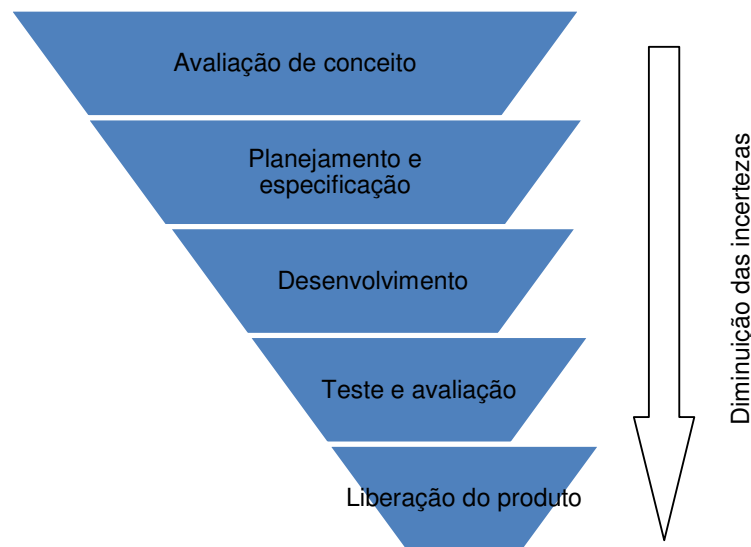 Avaliação de conceito
Planejamento e
especificação
Desenvolvimento
Teste e avaliação
Liberação do produto
Diminuição das incertezas